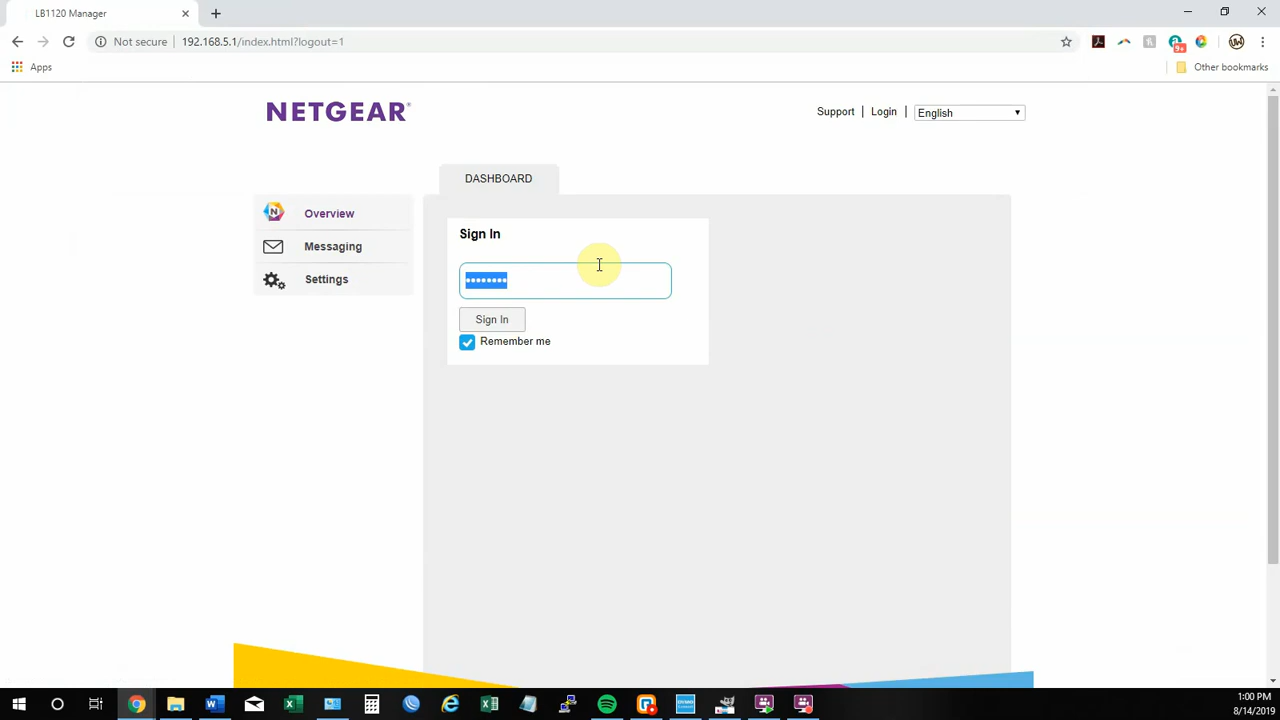 LB1120 Manager
Not secure | 192.168.5.1/index.html?logout=1
Apps
Other bookmarks
NETGEAR®
Support | Login | English
DASHBOARD
Overview
Messaging
Settings
Sign In
••••••••
Sign In
Remember me
1:00 PM
8/14/2019